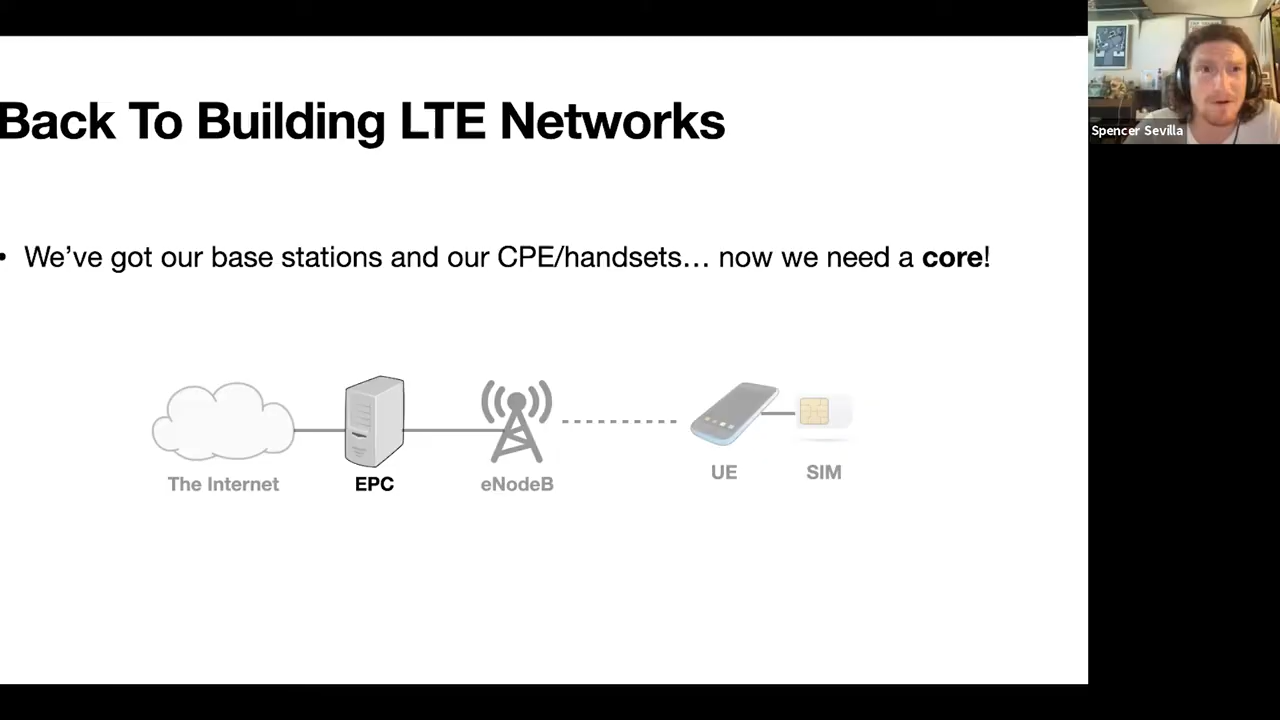 Back To Building LTE Networks
Spencer Sevilla
• We've got our base stations and our CPE/handsets… now we need a core!
The Internet
EPC
eNodeB
UE
SIM